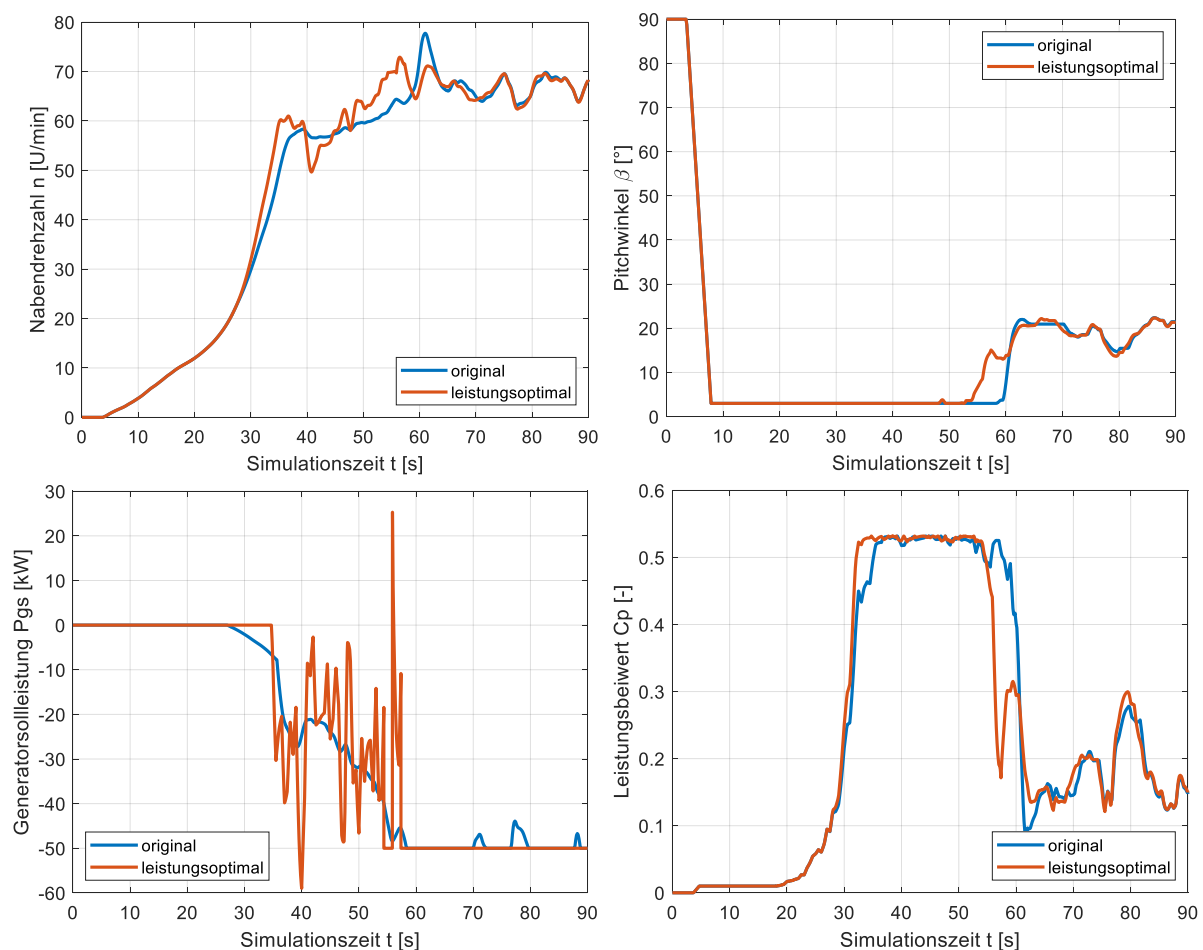 80
70
60
50
40
30
20
10
0
0 10 20 30 40 50 60 70 80 90
Nabendrehzahl n [U/min]
Simulationszeit t [s]
original
leistungsoptimal
90
80
70
60
50
40
30
20
10
0
0 10 20 30 40 50 60 70 80 90
Pitchwinkel β [°]
Simulationszeit t [s]
original
leistungsoptimal
30
20
10
0
-10
-20
-30
-40
-50
-60
0 10 20 30 40 50 60 70 80 90
Generatorsollleistung Pgs [kW]
Simulationszeit t [s]
original
leistungsoptimal
0.6
0.5
0.4
0.3
0.2
0.1
0
0 10 20 30 40 50 60 70 80 90
Leistungsbeiwert Cp [-]
Simulationszeit t [s]
original
leistungsoptimal